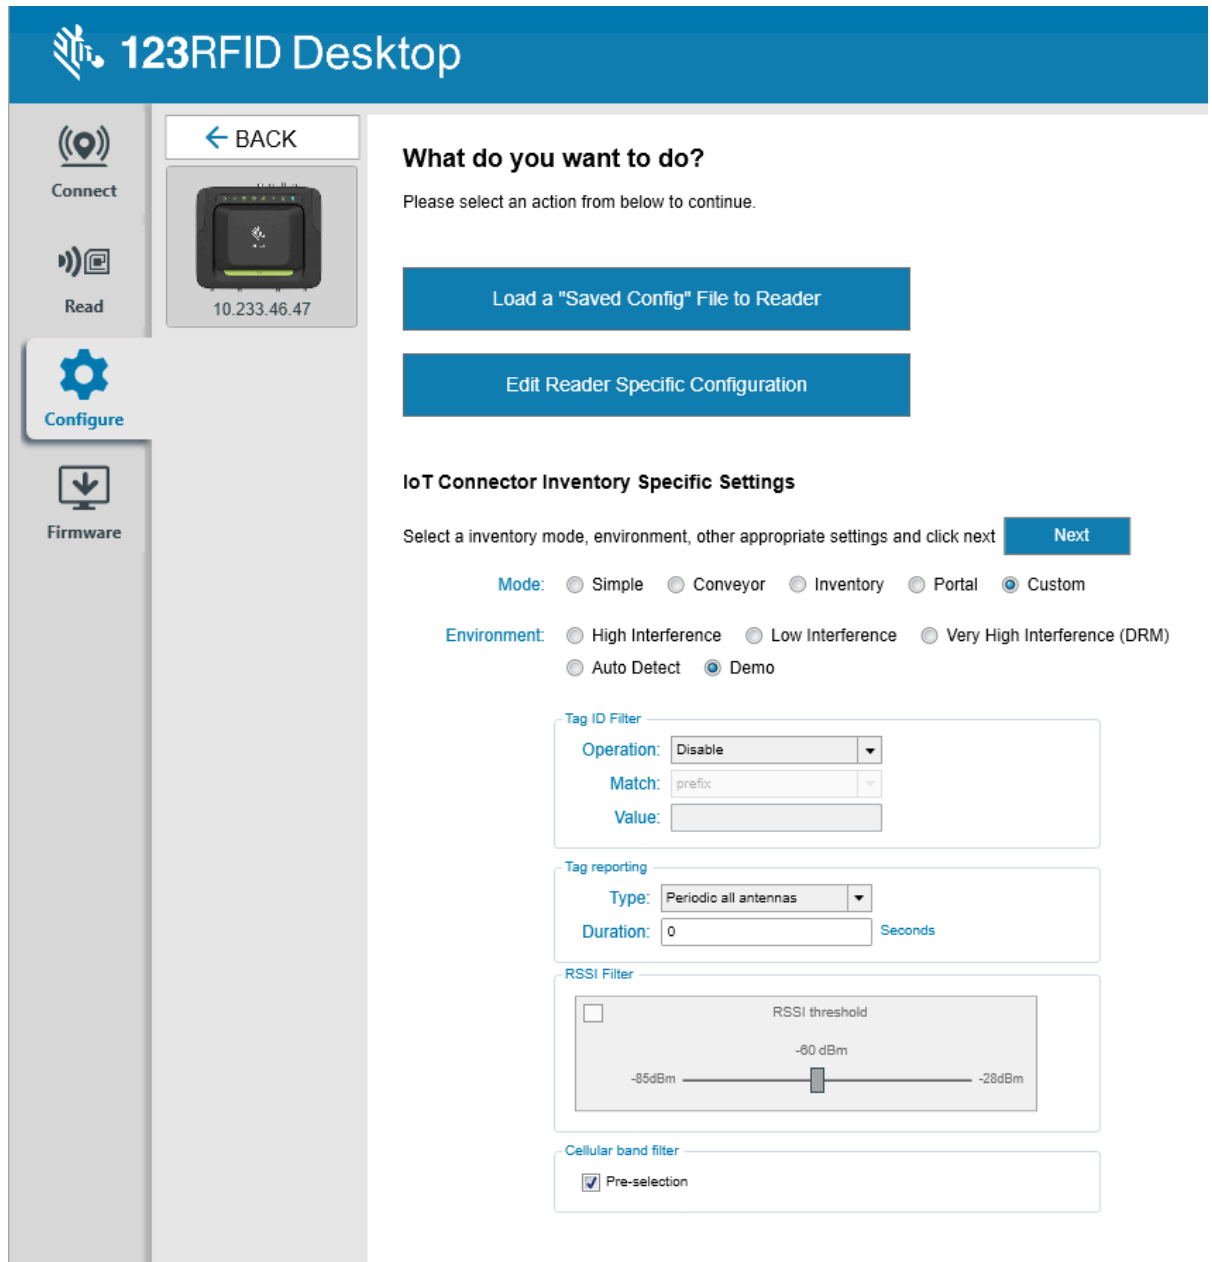 123RFID Desktop
Connect
Read
Configure
Firmware
BACK
10.233.46.47
What do you want to do?
Please select an action from below to continue.
Load a "Saved Config" File to Reader
Edit Reader Specific Configuration
IoT Connector Inventory Specific Settings
Select a inventory mode, environment, other appropriate settings and click next Next
Mode: Simple Conveyor Inventory Portal Custom
Environment: High Interference Low Interference Very High Interference (DRM)
Auto Detect Demo
Tag ID Filter
Operation: Disable
Match: prefix
Value:
Tag reporting
Type: Periodic all antennas
Duration: 0 Seconds
RSSI Filter
RSSI threshold
-60 dBm
-85dBm -28dBm
Cellular band filter
Pre-selection